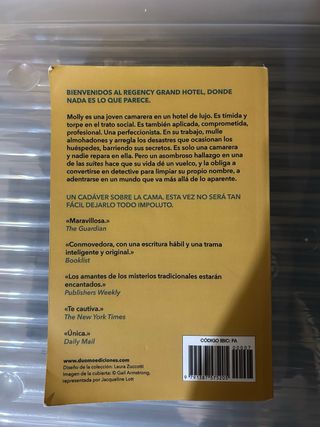 BIENVENIDOS AL REGENCY GRAND HOTEL, DONDE
NADA ES LO QUE PARECE.
Molly es una joven camarera en un hotel de lujo. Es tímida y
torpe en el trato social. Es también aplicada, comprometida,
profesional. Una perfeccionista. En su trabajo, mulle
almohadones y arregla los desastres que ocasionan los
huéspedes, barriendo sus secretos. Es solo una camarera
y nadie repara en ella. Pero un asombroso hallazgo en una
de las suites hace que su vida dé un vuelco, y la obliga a
convertirse en detective para limpiar su propio nombre, a
adentrarse en un mundo que va más allá de lo aparente.
UN CADÁVER SOBRE LA CAMA. ESTA VEZ NO SERÁ TAN
FÁCIL DEJARLO TODO IMPOLUTO.
«Maravillosa.»
The Guardian
«Conmovedora, con una escritura hábil y una trama
inteligente y original.»
Booklist
«Los amantes de los misterios tradicionales estarán
encantados.»
Publishers Weekly
«Te cautiva.»
The New York Times
«Única.»
Daily Mail
www.duomoediciones.com
Diseño de la colección: Laura Zuccotti
Imagen de la cubierta: © Gail Armstrong,
representada por Jacqueline Lott
CÓDIGO IBIC: FA
00007